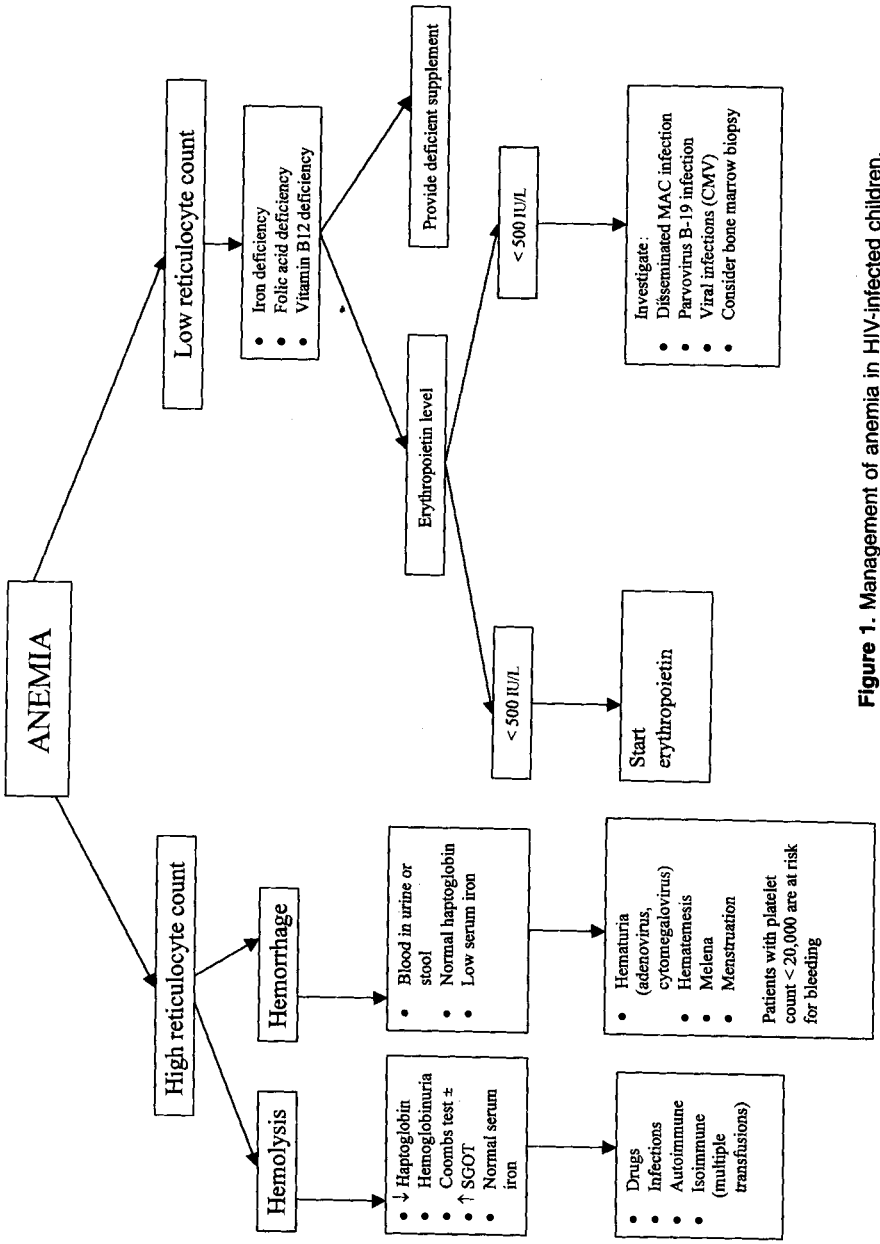 ANEMIA
High reticulocyte count
Low reticulocyte count
Hemolysis
Hemorrhage
• ↓ Haptoglobin
• Hemoglobinuria
• Coombs test ±
• ↑ SGOT
• Normal serum
iron
• Drugs
• Infections
• Autoimmune
• Isoimmune
(multiple
transfusions)
• Blood in urine or
stool
• Normal haptoglobin
• Low serum iron
• Hematuria
(adenovirus,
cytomegalovirus)
• Hematemesis
• Melena
• Menstruation
Patients with platelet
count < 20,000 are at risk
for bleeding
• Iron deficiency
• Folic acid deficiency
• Vitamin B12 deficiency
Erythropoietin level
Provide deficient supplement
< 500 IU/L
< 500 IU/L
Start
erythropoietin
Investigate:
• Disseminated MAC infection
• Parvovirus B-19 infection
• Viral infections (CMV)
• Consider bone marrow biopsy
Figure 1. Management of anemia in HIV-infected children.